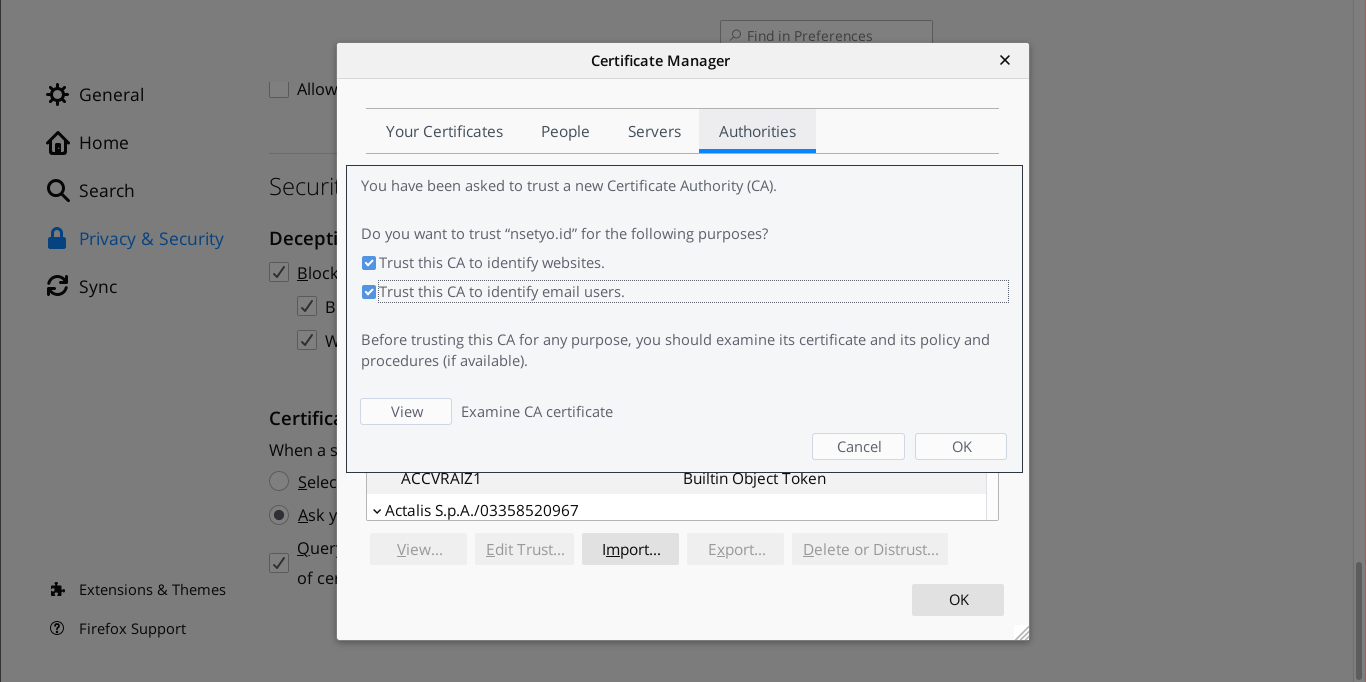 Find in Preferences
Certificate Manager
General
Home
Search
Privacy & Security
Sync
Extensions & Themes
Firefox Support
Allow
Your Certificates
People
Servers
Authorities
You have been asked to trust a new Certificate Authority (CA).
Do you want to trust “nsetyo.id” for the following purposes?
Trust this CA to identify websites.
Trust this CA to identify email users.
Before trusting this CA for any purpose, you should examine its certificate and its policy and
procedures (if available).
View
Examine CA certificate
Cancel
OK
ACCVRAIZ1
Builtin Object Token
Actalis S.p.A./03358520967
View...
Edit Trust...
Import...
Export...
Delete or Distrust...
OK
Securit
Decepti
Block
B
W
Certifica
When a s
Selec
Ask y
Quer
of cer